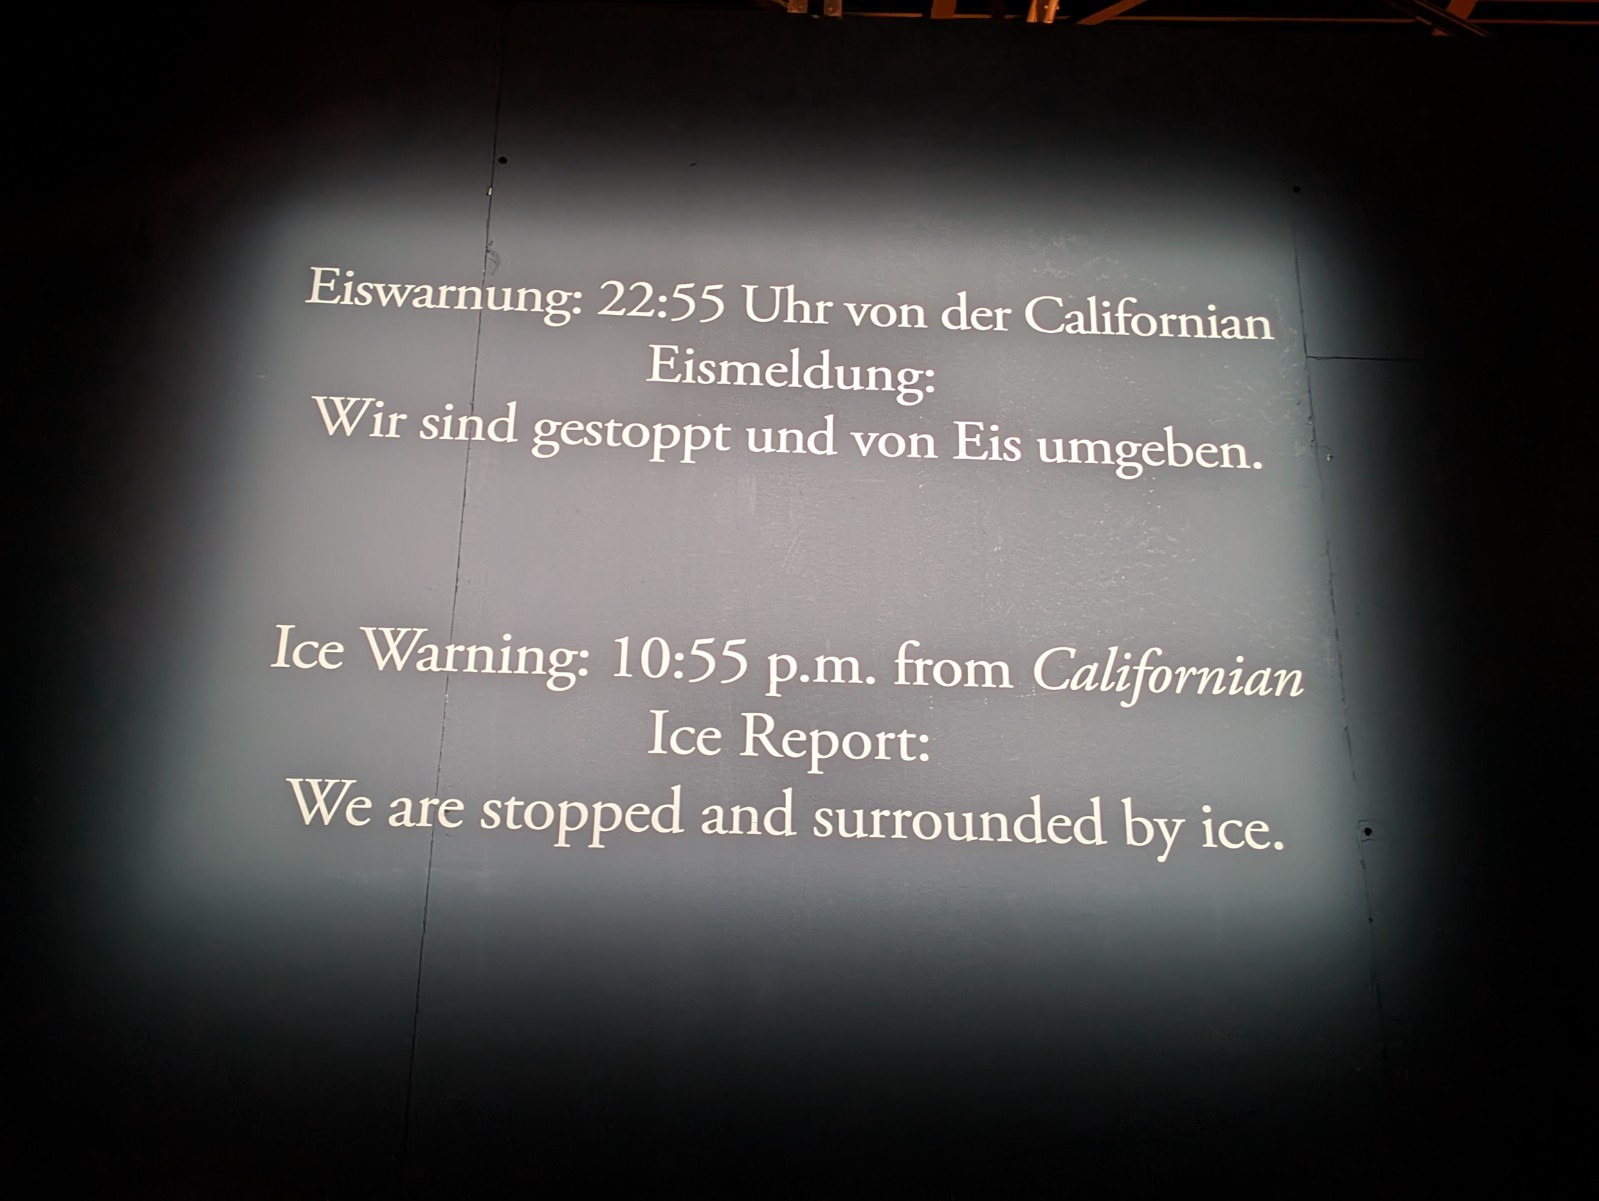 Eiswarnung: 22:55 Uhr von der Californian
Eismeldung:
Wir sind gestoppt und von Eis umgeben.
Ice Warning: 10:55 p.m. from Californian
Ice Report:
We are stopped and surrounded by ice.